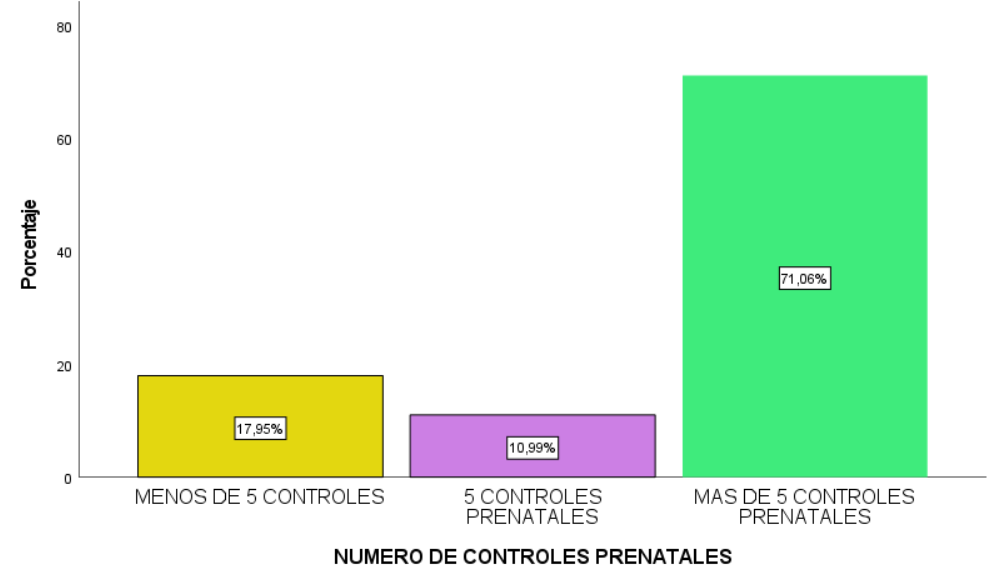 80
60
40
20
0
Porcentaje
17,95%
10,99%
71,06%
MENOS DE 5 CONTROLES
5 CONTROLES
PRENATALES
MAS DE 5 CONTROLES
PRENATALES
NUMERO DE CONTROLES PRENATALES